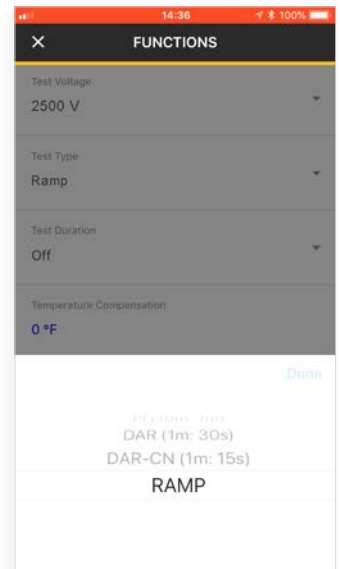 14:36
100%
FUNCTIONS
Test Voltage
2500 V
Test Type
Ramp
Test Duration
Off
Temperature Compensation
0 °F
Done
DAR (1m: 30s)
DAR-CN (1m: 15s)
RAMP